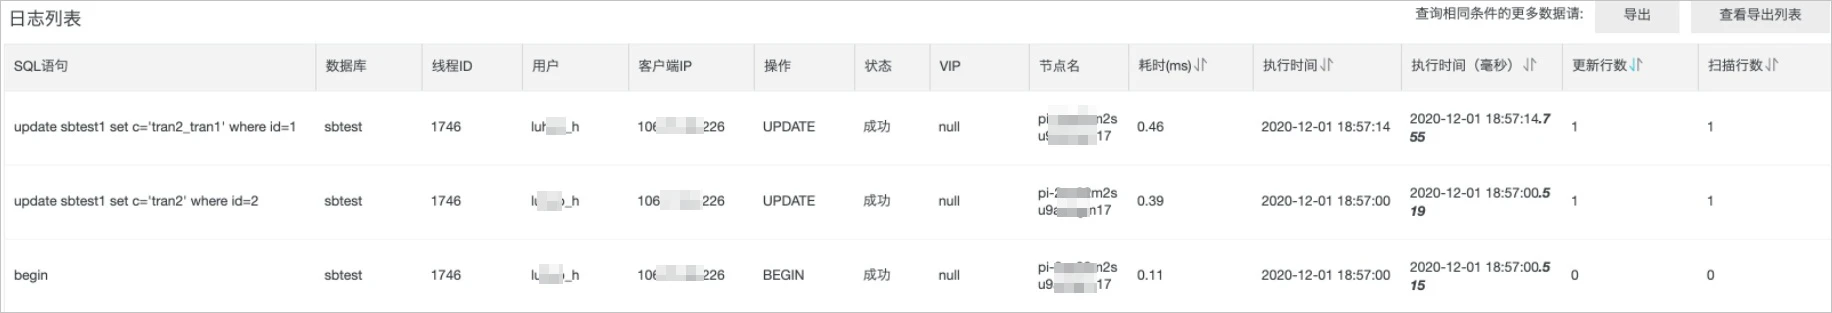 日志列表
查询相同条件的更多数据请: 导出 查看导出列表
SQL语句 数据库 线程ID 用户 客户端IP 操作 状态 VIP 节点名 耗时(ms) 执行时间 执行时间（毫秒） 更新行数 扫描行数
update sbtest1 set c='tran2_tran1' where id=1 sbtest 1746 UPDATE 成功 null 0.46 2020-12-01 18:57:14 2020-12-01 18:57:14.7
55 1 1
update sbtest1 set c='tran2' where id=2 sbtest 1746 UPDATE 成功 null 0.39 2020-12-01 18:57:00 2020-12-01 18:57:00.5
19 1 1
begin sbtest 1746 BEGIN 成功 null 0.11 2020-12-01 18:57:00 2020-12-01 18:57:00.5
15 0 0